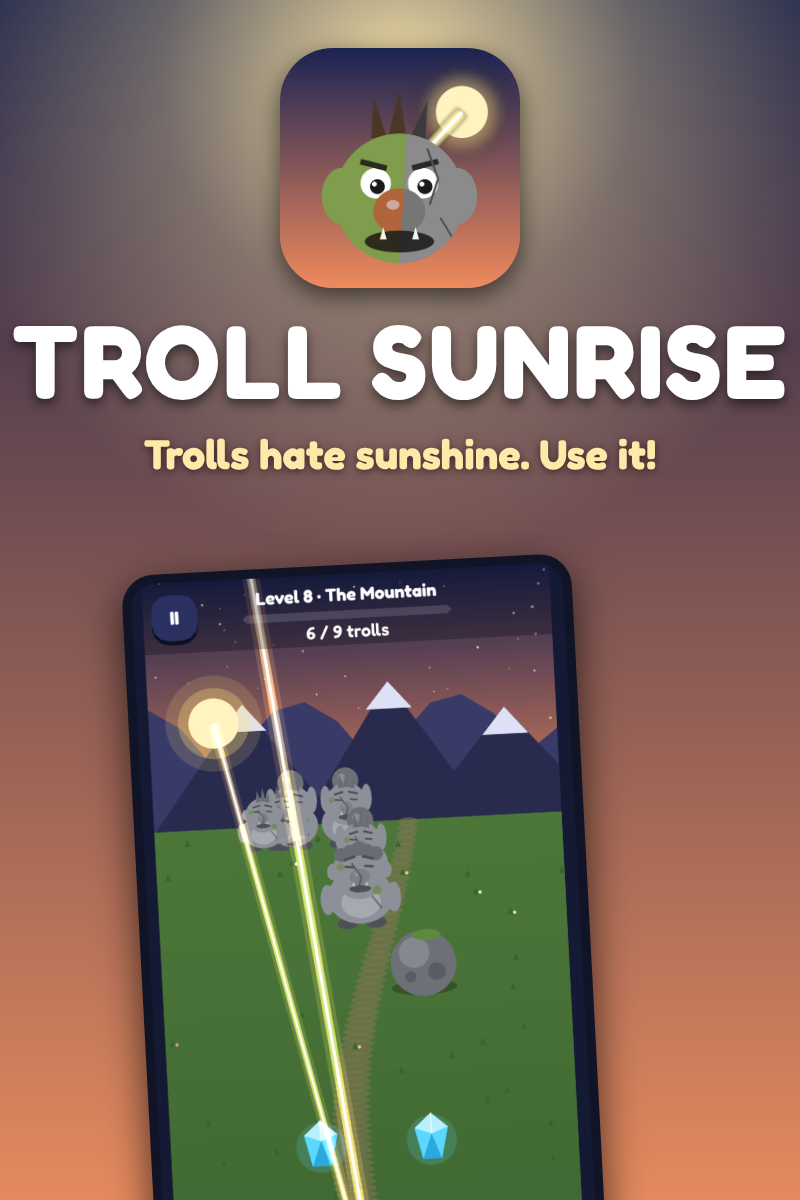 TROLL SUNRISE
Trolls hate sunshine. Use it!
Level 8 · The Mountain
6 / 9 trolls